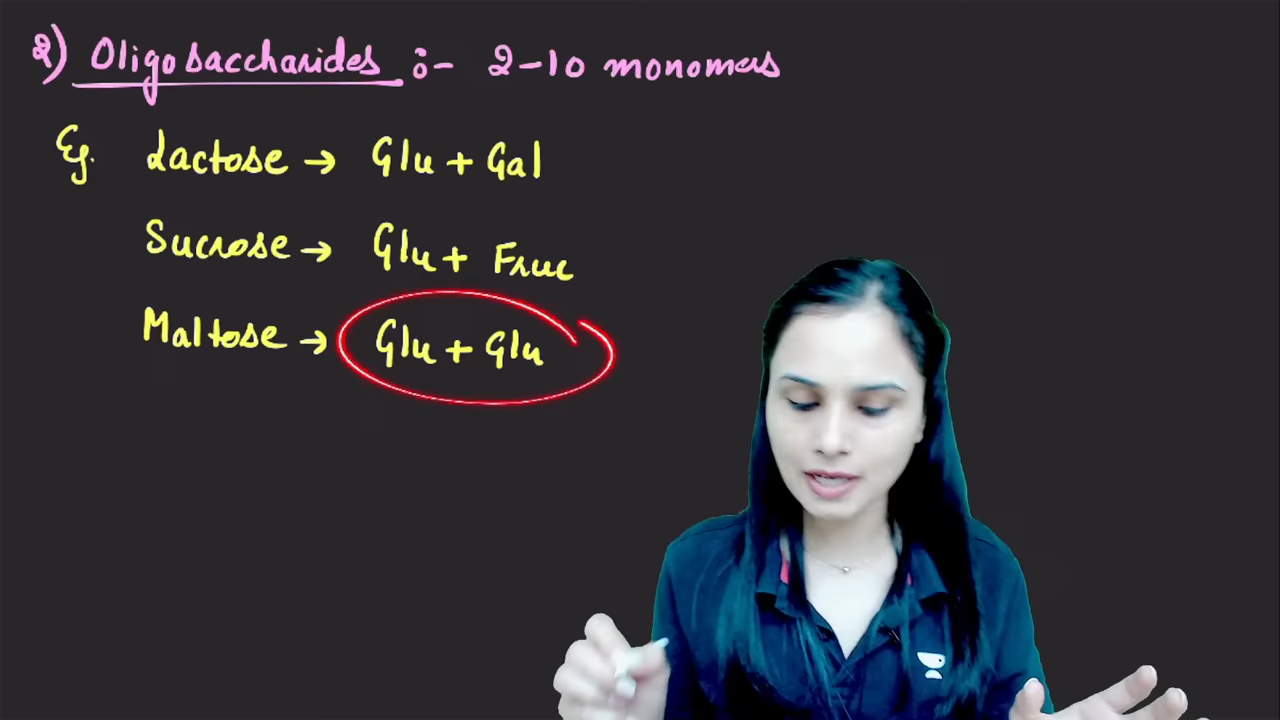 2) Oligosaccharides :- 2-10 monomers
Eg. Lactose → Glu + Gal
Sucrose → Glu + Fruc
Maltose → Glu + Glu